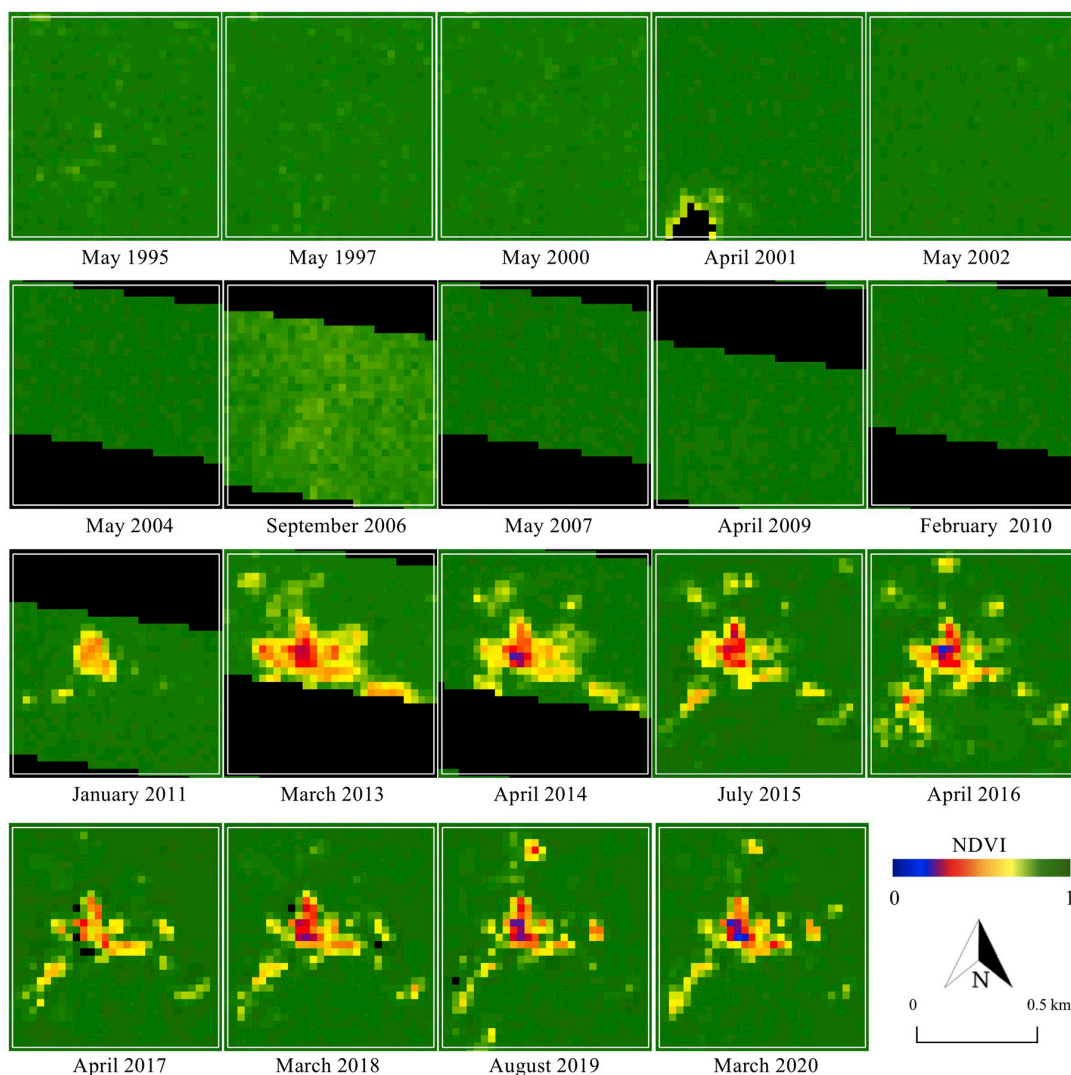 May 1995 May 1997 May 2000 April 2001 May 2002
May 2004 September 2006 May 2007 April 2009 February 2010
January 2011 March 2013 April 2014 July 2015 April 2016
NDVI
0 1
N
0 0.5 km
April 2017 March 2018 August 2019 March 2020